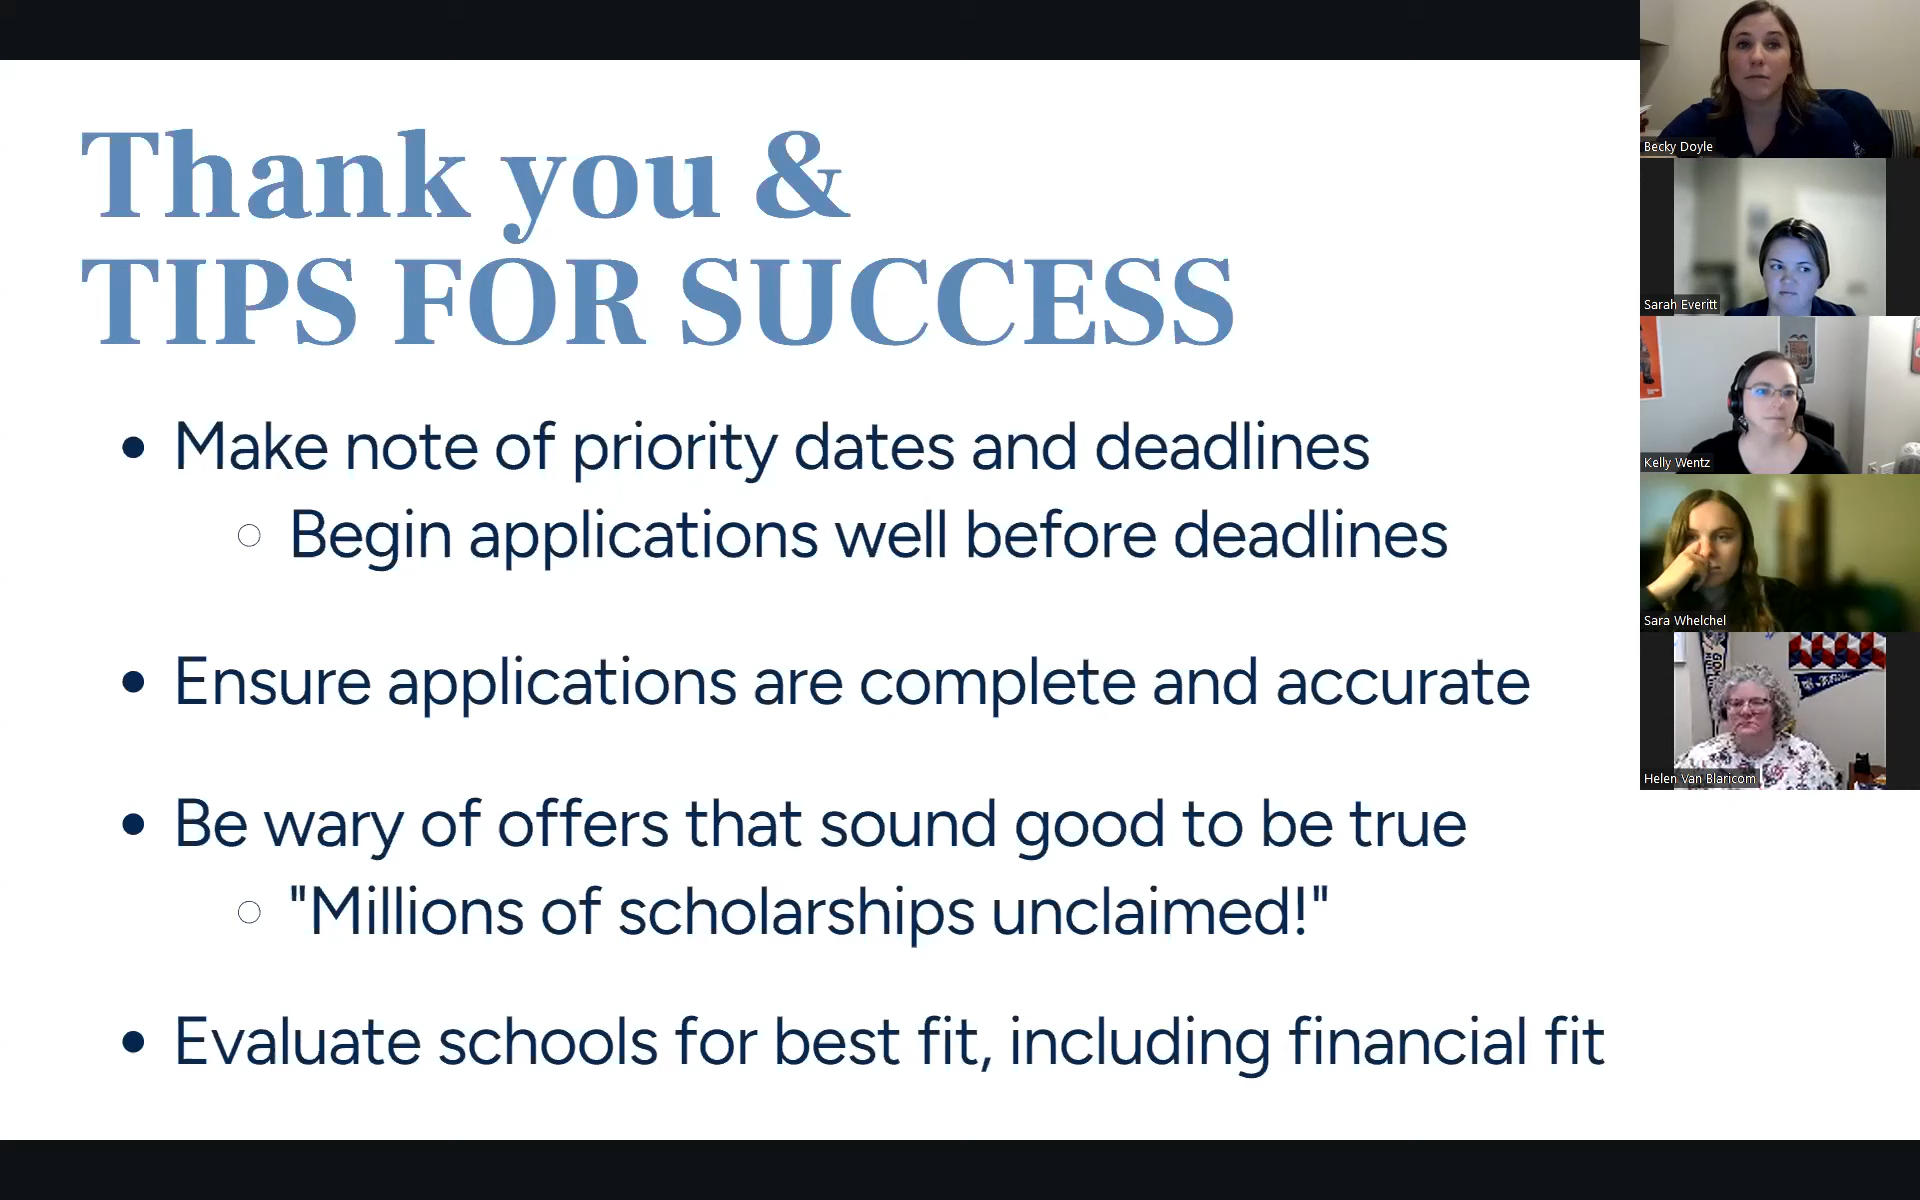 Thank you &
TIPS FOR SUCCESS
• Make note of priority dates and deadlines
○ Begin applications well before deadlines
• Ensure applications are complete and accurate
• Be wary of offers that sound good to be true
○ "Millions of scholarships unclaimed!"
• Evaluate schools for best fit, including financial fit
Becky Doyle
Sarah Everitt
Kelly Wentz
Sara Whelchel
Helen Van Blaricom